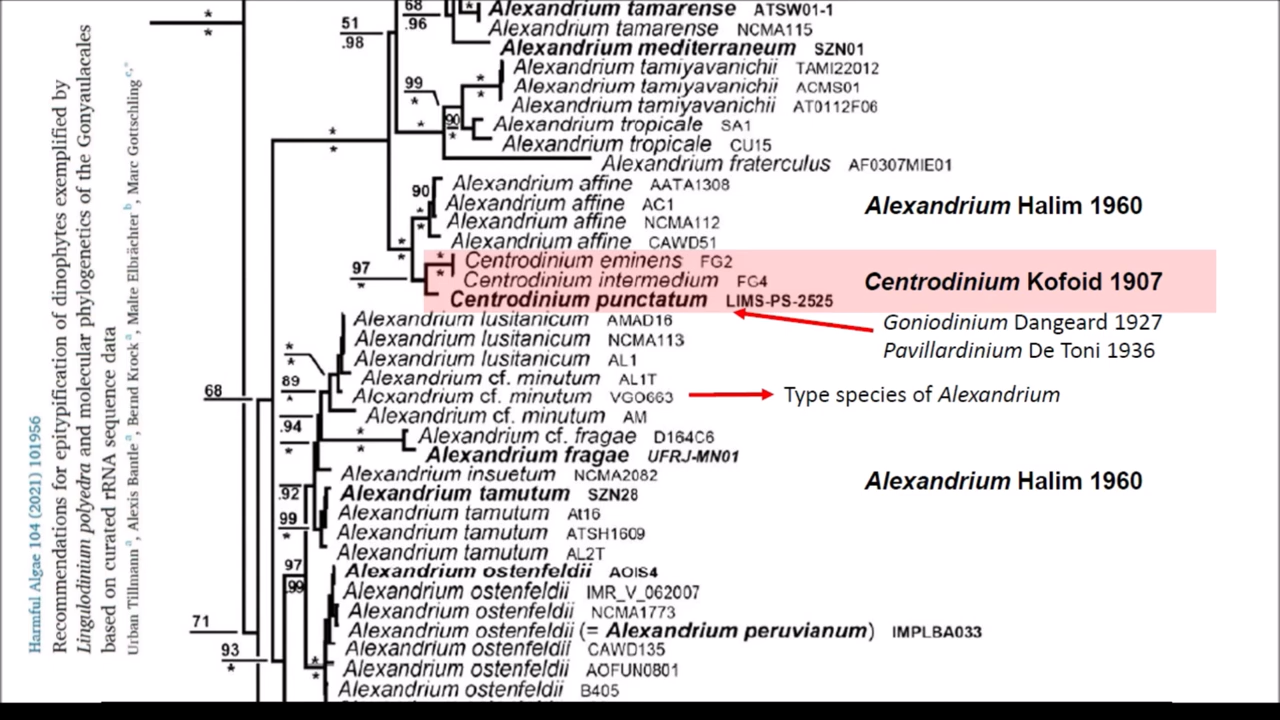 Harmful Algae 104 (2021) 101956
Recommendations for epitypification of dinophytes exemplified by
Lingulodinium polyedra and molecular phylogenetics of the Gonyaulacales
based on curated rRNA sequence data
Urban Tillmann a, Alexis Bantle a, Bernd Krock a, Malte Elbrächter b, Marc Gottschling c,*
*
*
68
.96
51
.98
Alexandrium tamarense ATSW01-1
Alexandrium tamarense NCMA115
Alexandrium mediterraneum SZN01
Alexandrium tamiyavanichii TAMI22012
Alexandrium tamiyavanichii ACMS01
Alexandrium tamiyavanichii AT0112F06
99
*
*
*
90
*
*
Alexandrium tropicale SA1
Alexandrium tropicale CU15
Alexandrium fraterculus AF0307MIE01
*
*
90
*
*
*
Alexandrium affine AATA1308
Alexandrium affine AC1
Alexandrium affine NCMA112
Alexandrium affine CAWD51
Alexandrium Halim 1960
97
*
*
*
Centrodinium eminens FG2
Centrodinium intermedium FG4
Centrodinium punctatum LIMS-PS-2525
Centrodinium Kofoid 1907
Goniodinium Dangeard 1927
Pavillardinium De Toni 1936
Alexandrium lusitanicum AMAD16
Alexandrium lusitanicum NCMA113
Alexandrium lusitanicum AL1
Alexandrium cf. minutum AL1T
Alexandrium cf. minutum VGO663
Type species of Alexandrium
Alexandrium cf. minutum AM
*
*
89
*
68
.94
*
*
*
Alexandrium cf. fragae D164C6
Alexandrium fragae UFRJ-MN01
Alexandrium insuetum NCMA2082
Alexandrium Halim 1960
.92
Alexandrium tamutum SZN28
Alexandrium tamutum At16
Alexandrium tamutum ATSH1609
Alexandrium tamutum AL2T
99
*
97
.99
Alexandrium ostenfeldii AOIS4
Alexandrium ostenfeldii IMR_V_062007
Alexandrium ostenfeldii NCMA1773
Alexandrium ostenfeldii (= Alexandrium peruvianum) IMPLBA033
Alexandrium ostenfeldii CAWD135
Alexandrium ostenfeldii AOFUN0801
Alexandrium ostenfeldii B405
71
93
*
*
*